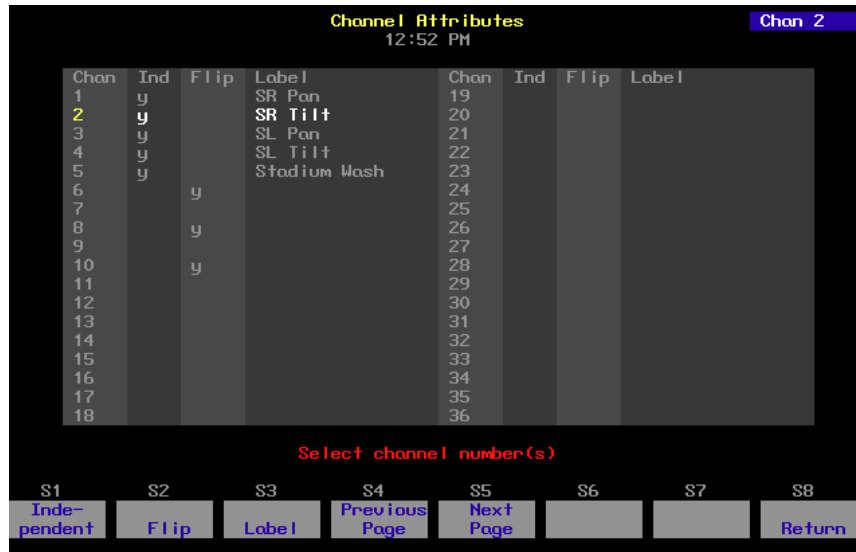 Channel Attributes
Chan 2
12:52 PM
Chan Ind Flip Label Chan Ind Flip Label
1 y SR Pan 19
2 y SR Tilt 20
3 y SL Pan 21
4 y SL Tilt 22
5 y Stadium Wash 23
6 y 24
7 25
8 y 26
9 27
10 y 28
11 29
12 30
13 31
14 32
15 33
16 34
17 35
18 36
Select channel number(s)
S1 S2 S3 S4 S5 S6 S7 S8
Inde- Previous Next
pendent Flip Label Page Page Return